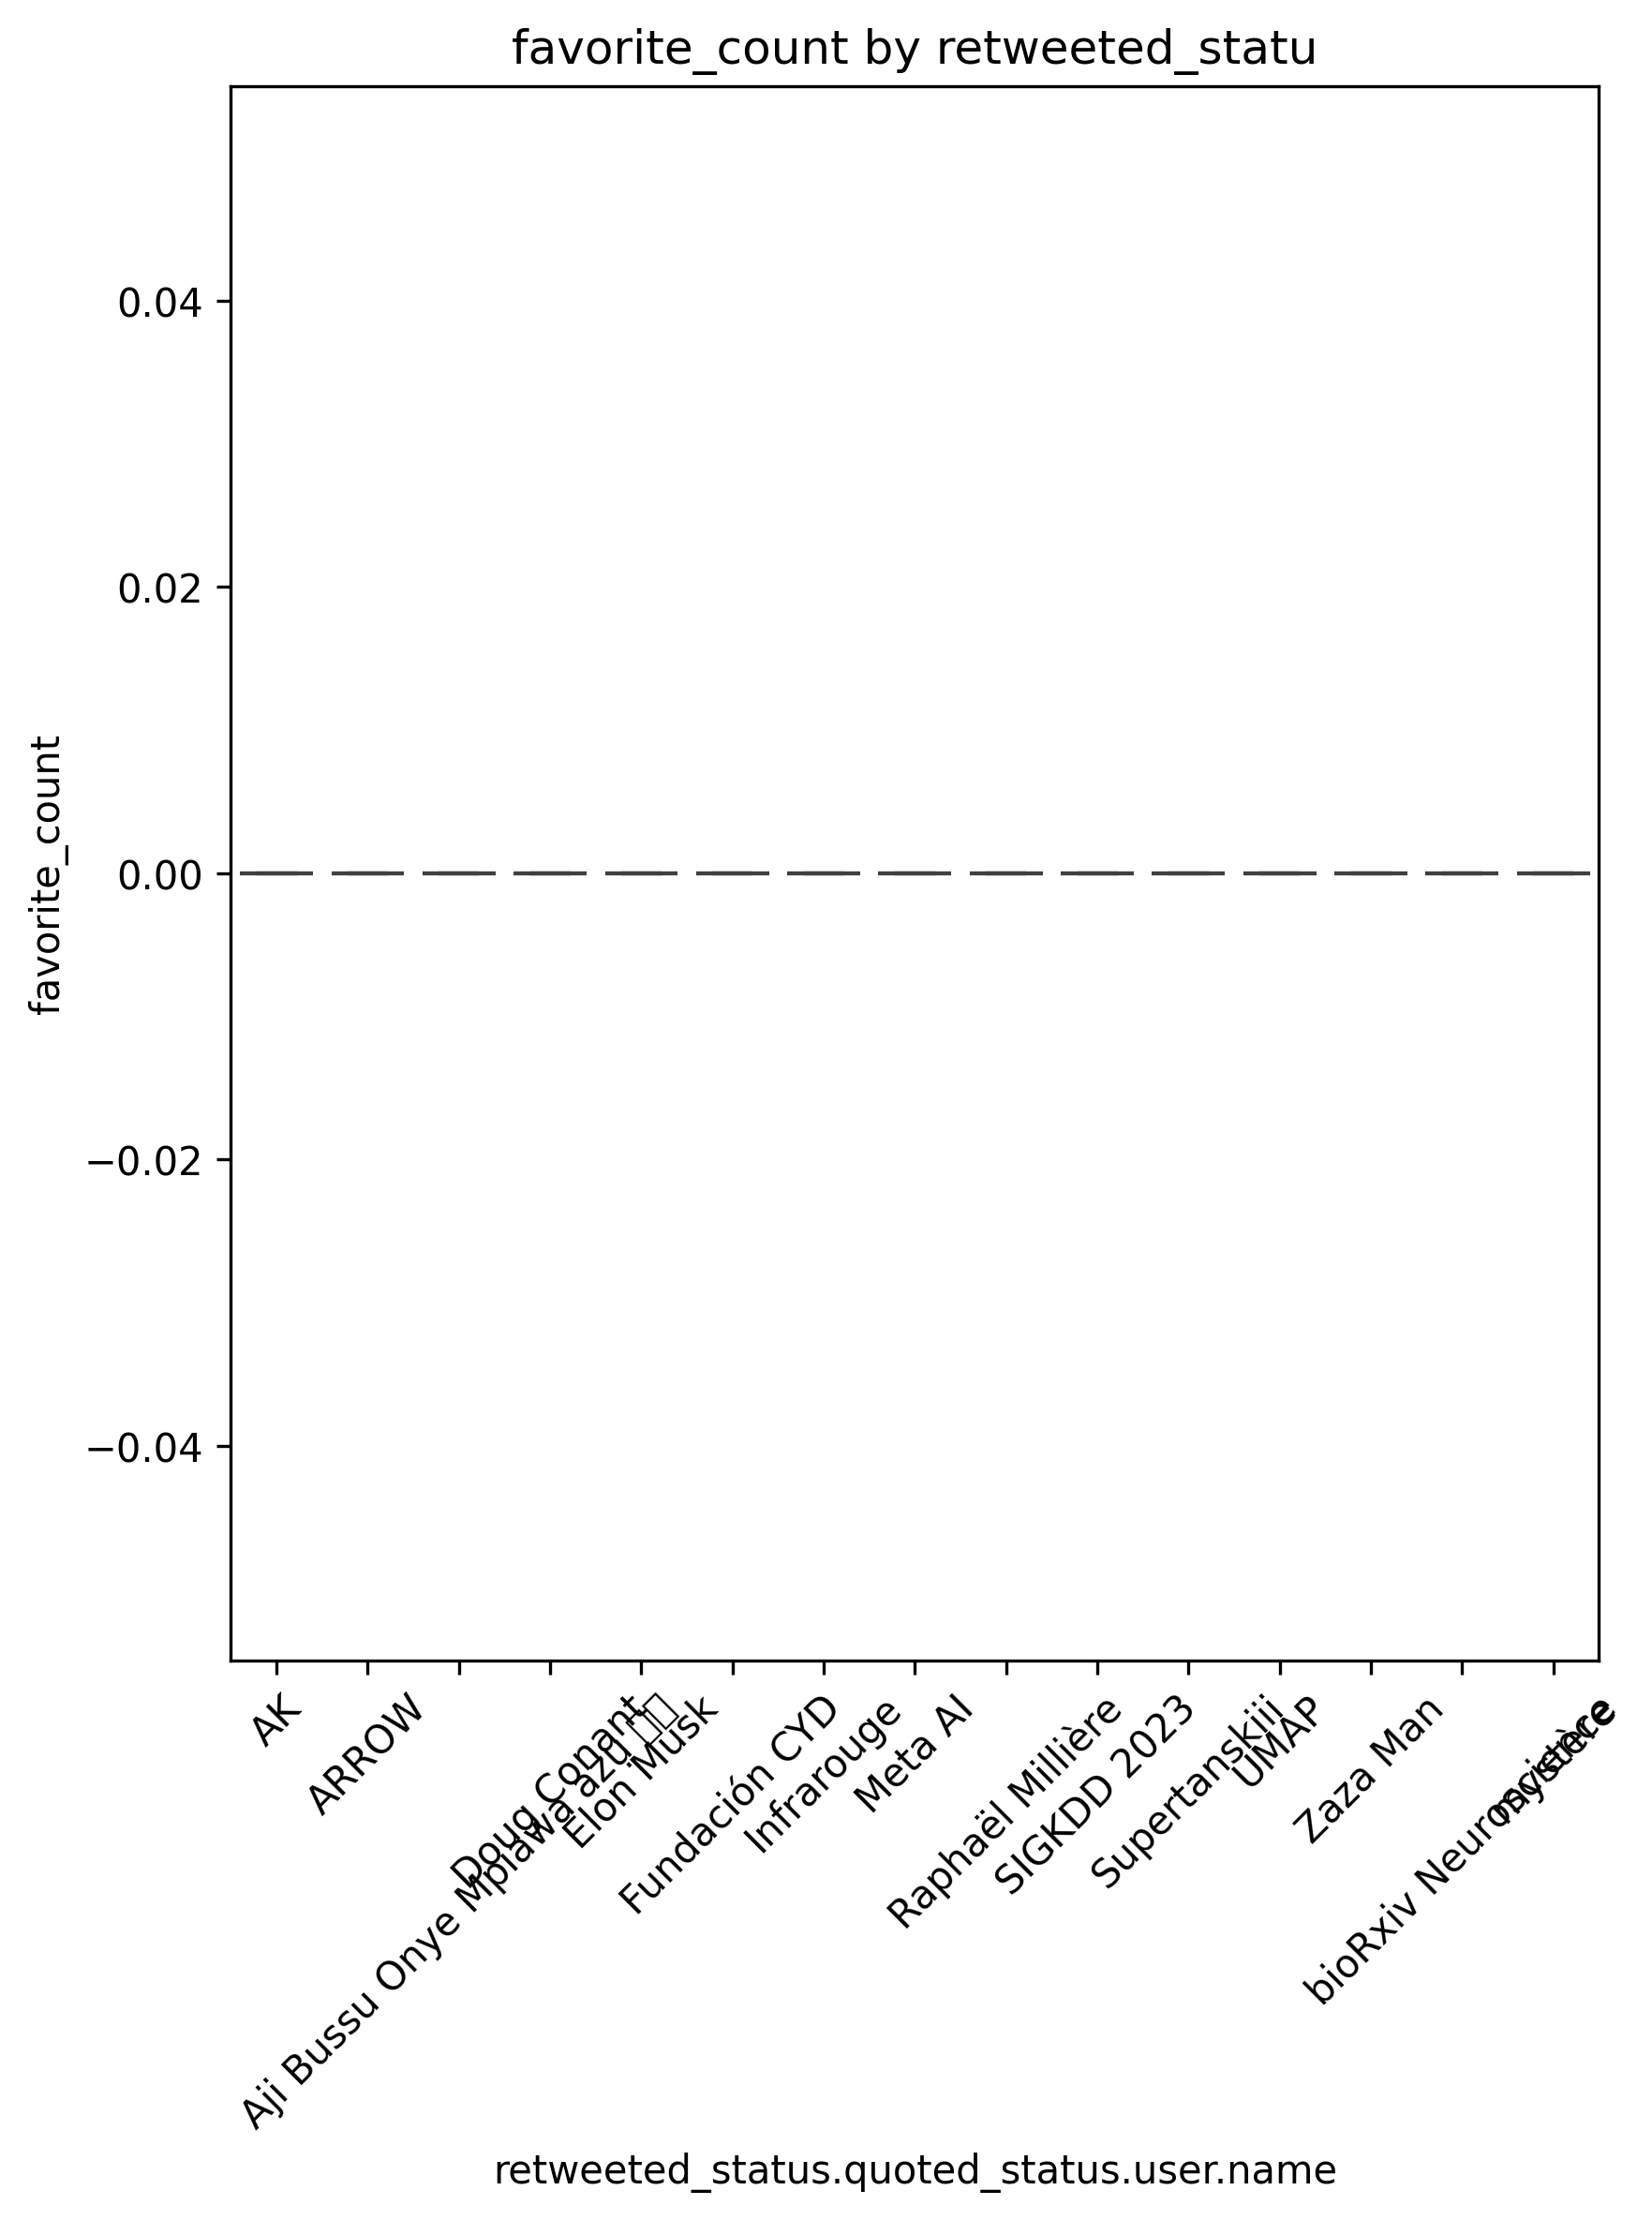 favorite_count by retweeted_statu
favorite_count
0.04
0.02
0.00
−0.02
−0.04
AK
ARROW
Aji Bussu Onye Mpiawa azu
Doug Conant
Elon Musk
Fundación CYD
Infrarouge
Meta AI
Raphaël Millière
SIGKDD 2023
Supertanskiii
UMAP
Zaza Man
bioRxiv Neuroscience
mystère
retweeted_status.quoted_status.user.name